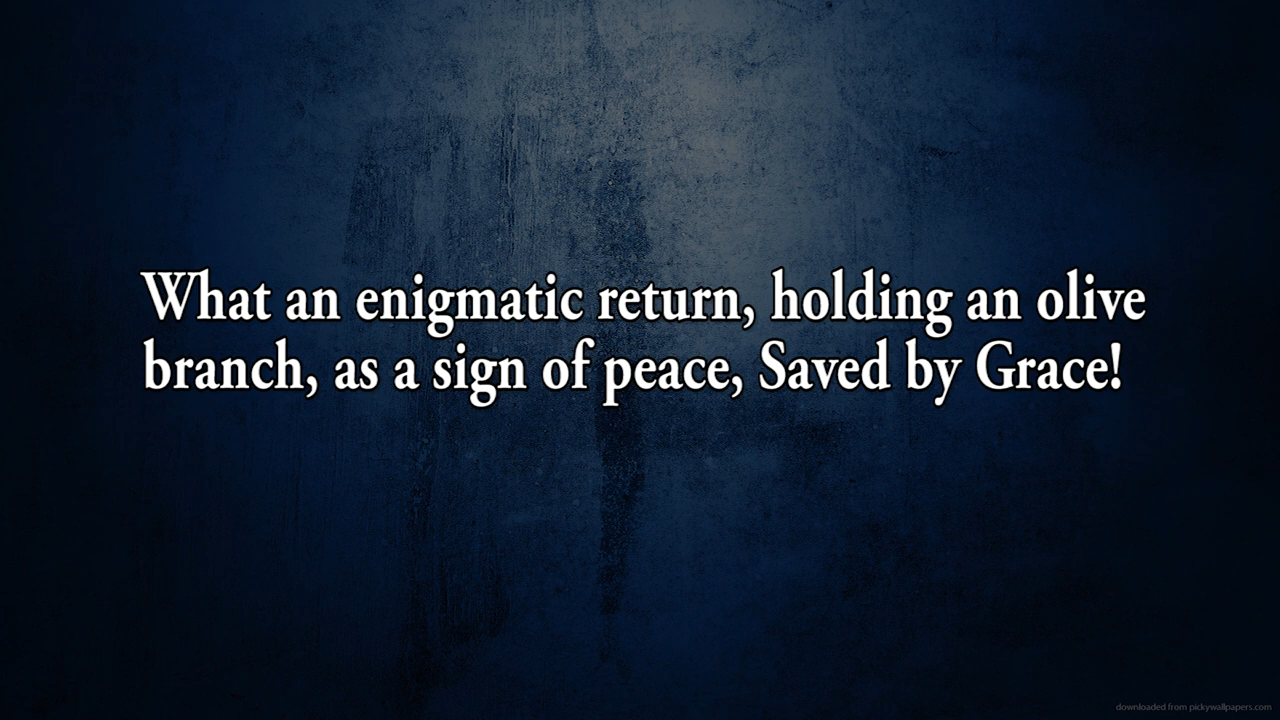 What an enigmatic return, holding an olive
branch, as a sign of peace, Saved by Grace!
downloaded from pickywallpapers.com